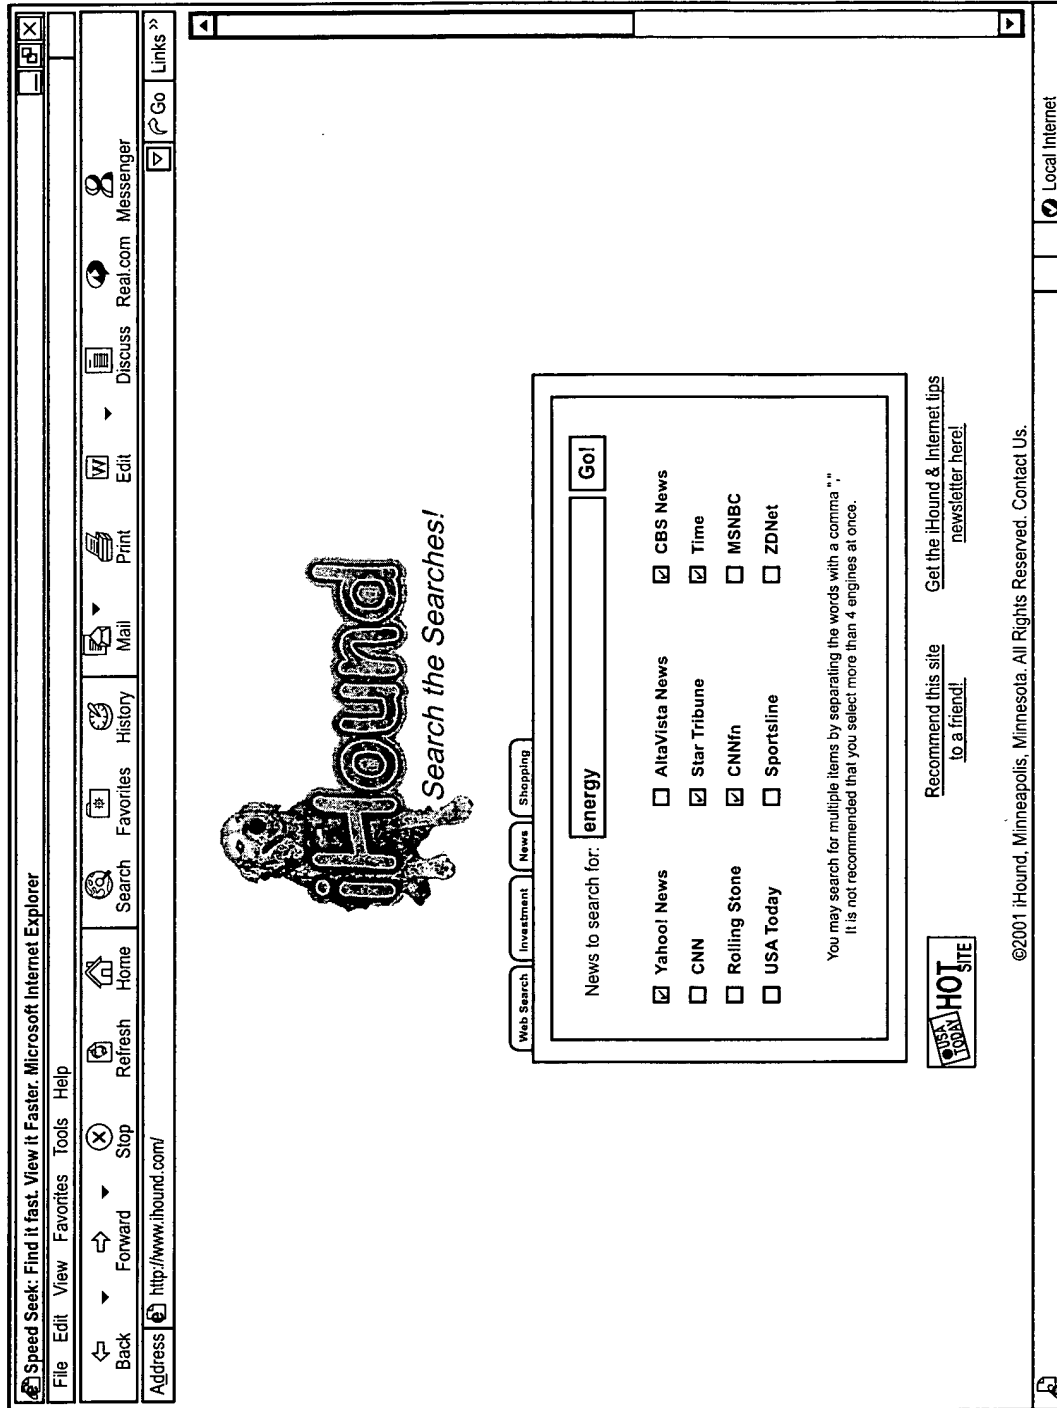 Speed Seek: Find it fast. View it Faster. Microsoft Internet Explorer
File Edit View Favorites Tools Help
Back Forward Stop Refresh Home Search Favorites History Mail Print Edit Discuss Real.com Messenger
Address http://www.ihound.com/ Go Links »
iHound
Search the Searches!
Web Search Investment News Shopping
News to search for: energy Go!
Yahoo! News AltaVista News CBS News
CNN Star Tribune Time
Rolling Stone CNNfn MSNBC
USA Today Sportsline ZDNet
You may search for multiple items by separating the words with a comma ","
It is not recommended that you select more than 4 engines at once.
USA TODAY HOT SITE
Recommend this site
to a friend!
Get the iHound & Internet tips
newsletter here!
©2001 iHound, Minneapolis, Minnesota. All Rights Reserved. Contact Us.
Local Internet